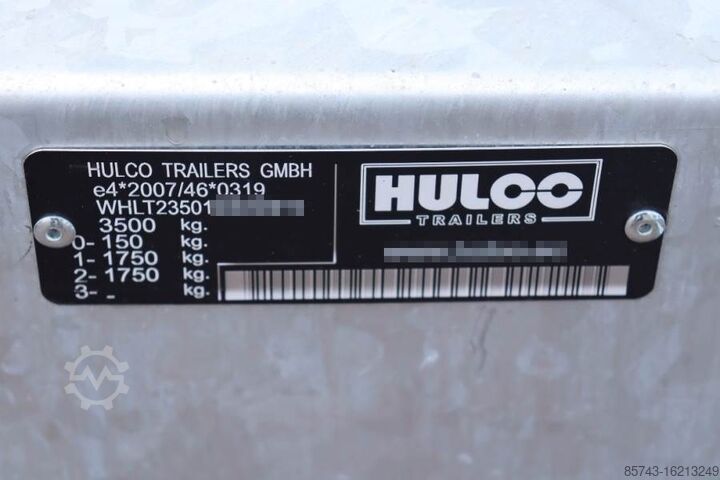 HULCO TRAILERS GMBH
e4*2007/46*0319
WHLT23501
3500 kg.
0- 150 kg.
1- 1750 kg.
2- 1750 kg.
3- - kg.
HULCO
TRAILERS
85743-16213249